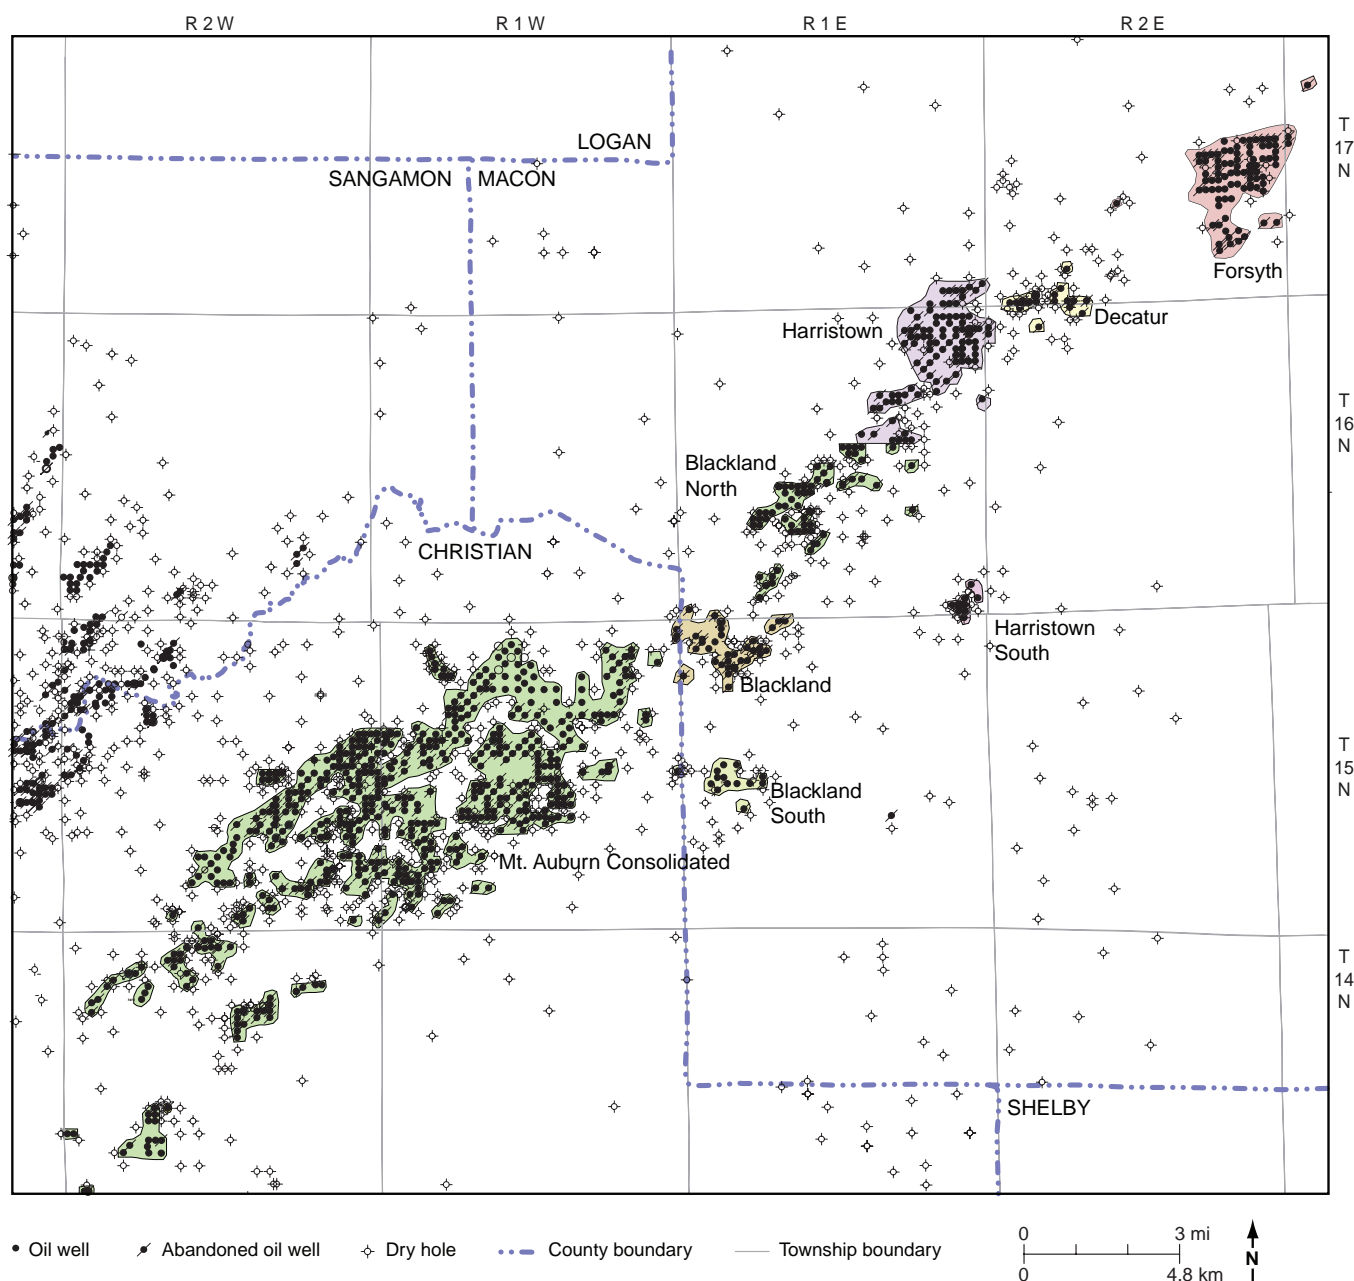 R 2 W
R 1 W
R 1 E
R 2 E
LOGAN
T
17
N
SANGAMON
MACON
Forsyth
Harristown
Decatur
T
16
N
Blackland
North
CHRISTIAN
Harristown
South
Blackland
T
15
N
Blackland
South
Mt. Auburn Consolidated
T
14
N
SHELBY
Oil well
Abandoned oil well
Dry hole
County boundary
Township boundary
0
3 mi
0
4.8 km
N